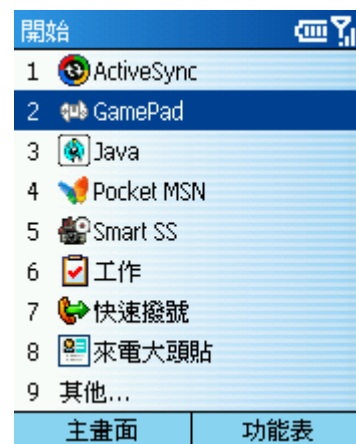 開始
1 ActiveSync
2 GamePad
3 Java
4 Pocket MSN
5 Smart SS
6 工作
7 快速撥號
8 來電大頭貼
9 其他...
主畫面 功能表